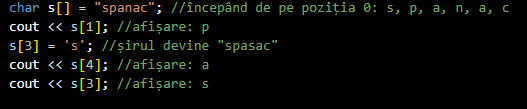 char s[] = "spanac"; //începând de pe poziția 0: s, p, a, n, a, c
cout << s[1]; //afișare: p
s[3] = 's'; //șirul devine "spasac"
cout << s[4]; //afișare: a
cout << s[3]; //afișare: s